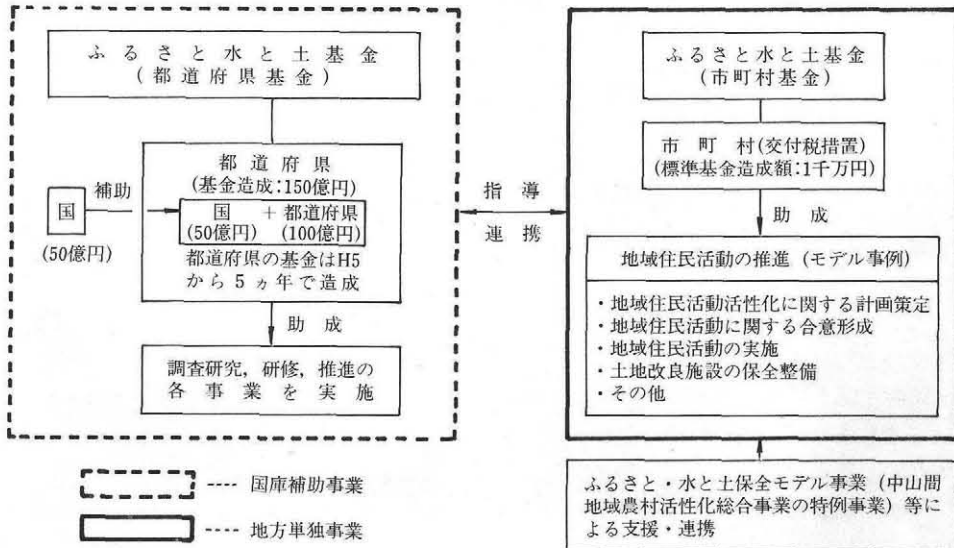 ふるさと水と土基金
(都道府県基金)
都道府県
(基金造成:150億円)
国 補助
(50億円)
国 + 都道府県
(50億円) (100億円)
都道府県の基金はH5
から5ヵ年で造成
助成
調査研究，研修，推進の
各事業を実施
指導
連携
ふるさと水と土基金
(市町村基金)
市町村(交付税措置)
(標準基金造成額:1千万円)
助成
地域住民活動の推進(モデル事例)
・地域住民活動活性化に関する計画策定
・地域住民活動に関する合意形成
・地域住民活動の実施
・土地改良施設の保全整備
・その他
ふるさと・水と土保全モデル事業(中山間
地域農村活性化総合事業の特例事業)等に
よる支援・連携
国庫補助事業
地方単独事業